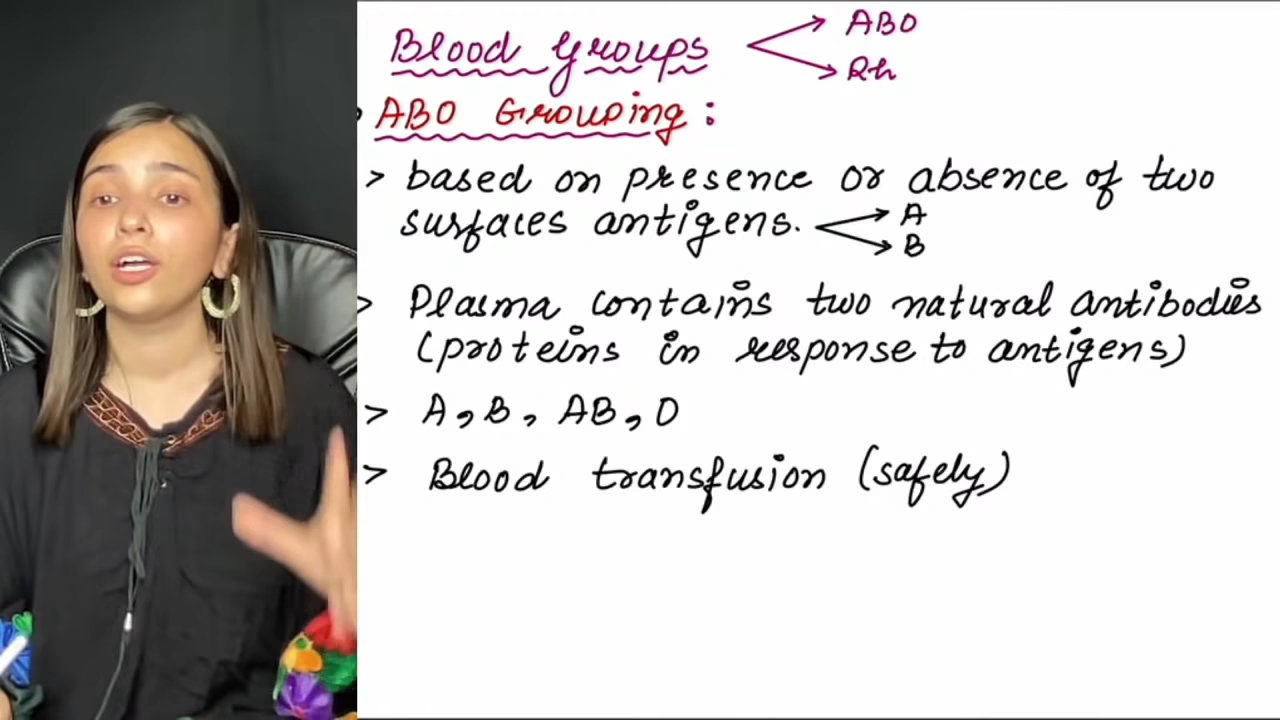 Blood Groups
ABO
Rh
ABO Grouping :
> based on presence or absence of two
surfaces antigens.
A
B
> Plasma contains two natural antibodies
(proteins in response to antigens)
> A, B, AB, O
> Blood transfusion (safely)